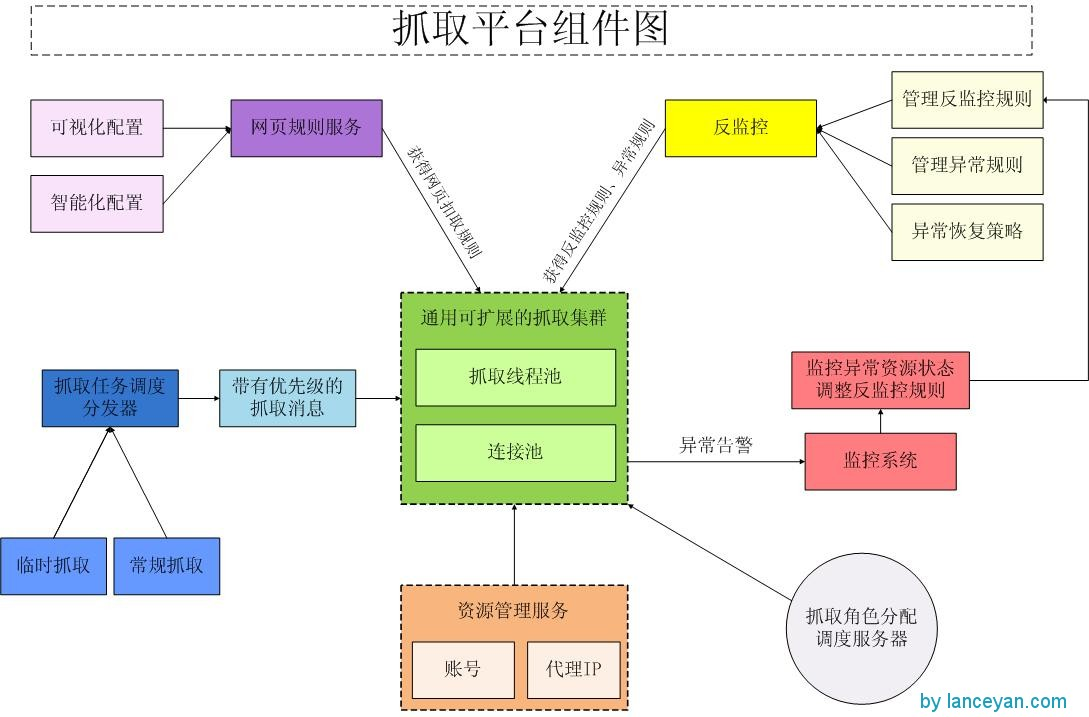 抓取平台组件图
可视化配置
智能化配置
网页规则服务
获得网页扣取规则
反监控
获得反监控规则、异常规则
管理反监控规则
管理异常规则
异常恢复策略
通用可扩展的抓取集群
抓取线程池
连接池
抓取任务调度
分发器
带有优先级的
抓取消息
临时抓取
常规抓取
异常告警
监控异常资源状态
调整反监控规则
监控系统
资源管理服务
账号
代理IP
抓取角色分配
调度服务器
by lanceyan.com